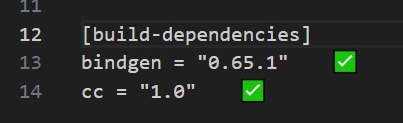 11
12 [build-dependencies]
13 bindgen = "0.65.1" ✅
14 cc = "1.0" ✅